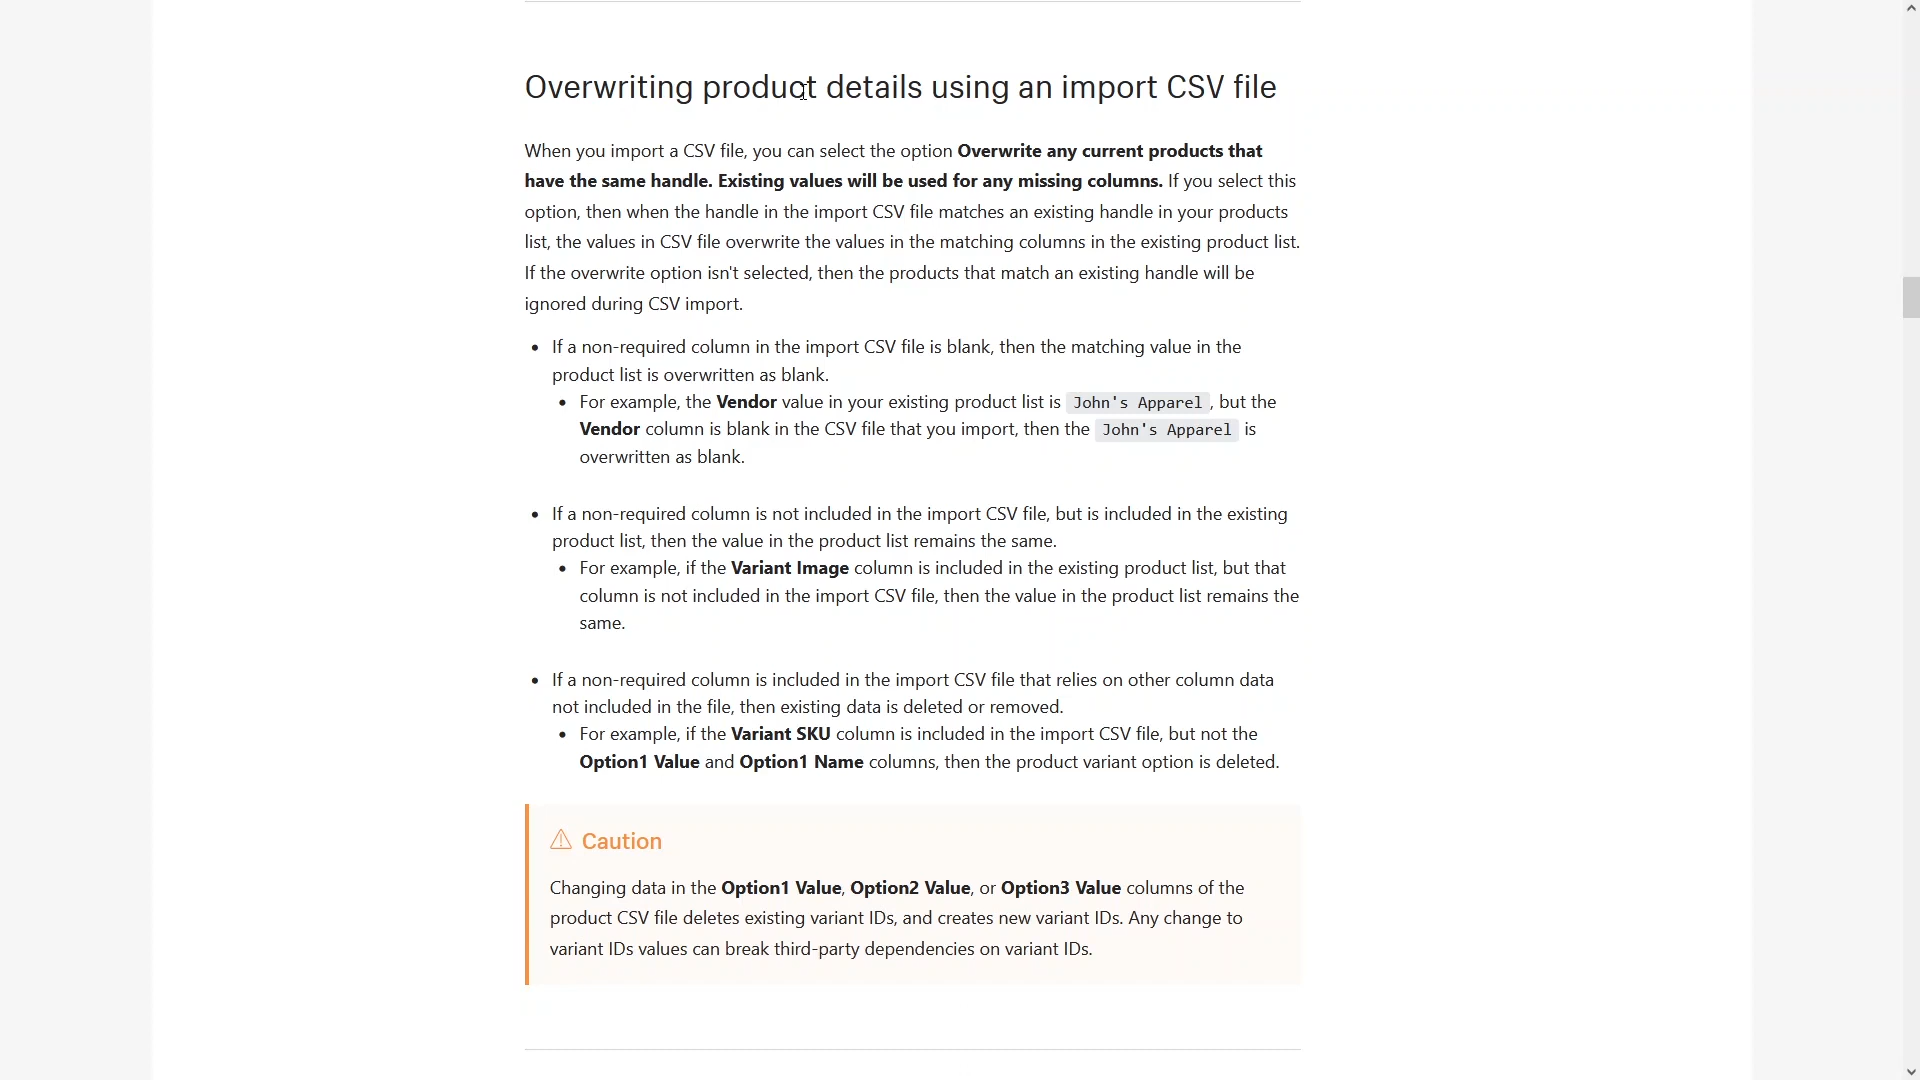 Overwriting product details using an import CSV file
When you import a CSV file, you can select the option Overwrite any current products that
have the same handle. Existing values will be used for any missing columns. If you select this
option, then when the handle in the import CSV file matches an existing handle in your products
list, the values in CSV file overwrite the values in the matching columns in the existing product list.
If the overwrite option isn't selected, then the products that match an existing handle will be
ignored during CSV import.
• If a non-required column in the import CSV file is blank, then the matching value in the
product list is overwritten as blank.
• For example, the Vendor value in your existing product list is John's Apparel, but the
Vendor column is blank in the CSV file that you import, then the John's Apparel is
overwritten as blank.
• If a non-required column is not included in the import CSV file, but is included in the existing
product list, then the value in the product list remains the same.
• For example, if the Variant Image column is included in the existing product list, but that
column is not included in the import CSV file, then the value in the product list remains the
same.
• If a non-required column is included in the import CSV file that relies on other column data
not included in the file, then existing data is deleted or removed.
• For example, if the Variant SKU column is included in the import CSV file, but not the
Option1 Value and Option1 Name columns, then the product variant option is deleted.
Caution
Changing data in the Option1 Value, Option2 Value, or Option3 Value columns of the
product CSV file deletes existing variant IDs, and creates new variant IDs. Any change to
variant IDs values can break third-party dependencies on variant IDs.